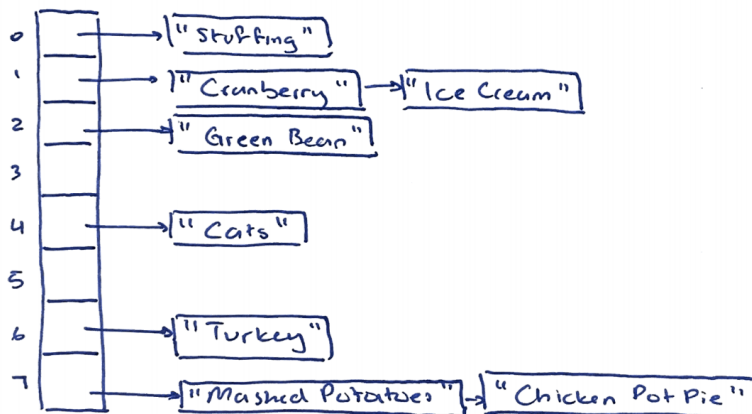 0 "Stuffing"
1 "Cranberry" "Ice Cream"
2 "Green Bean"
3
4 "Cats"
5
6 "Turkey"
7 "Mashed Potatoes" "Chicken Pot Pie"